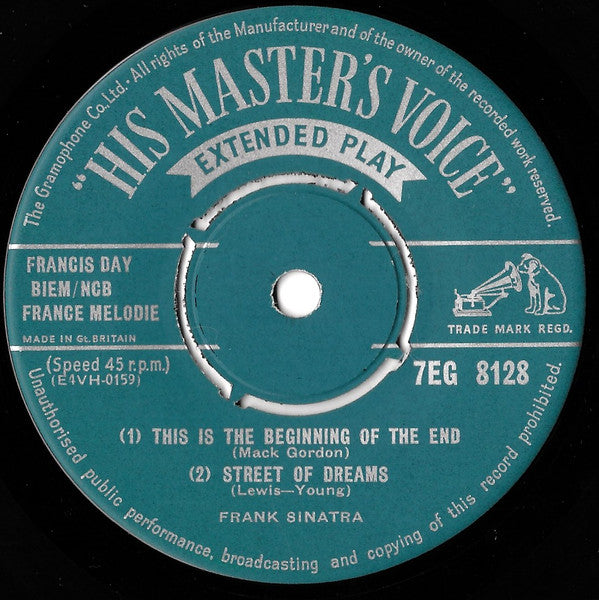 The Gramophone Co., Ltd. All rights of the Manufacturer and of the owner of the recorded work reserved.
"HIS MASTER'S VOICE"
EXTENDED PLAY
FRANCIS DAY
BIEM/NCB
FRANCE MELODIE
MADE IN Gt. BRITAIN
TRADE MARK REGD.
(Speed 45 r.p.m.)
(E4VH-0159)
7EG 8128
(1) THIS IS THE BEGINNING OF THE END
(Mack Gordon)
(2) STREET OF DREAMS
(Lewis—Young)
FRANK SINATRA
Unauthorised public performance, broadcasting and copying of this record prohibited.